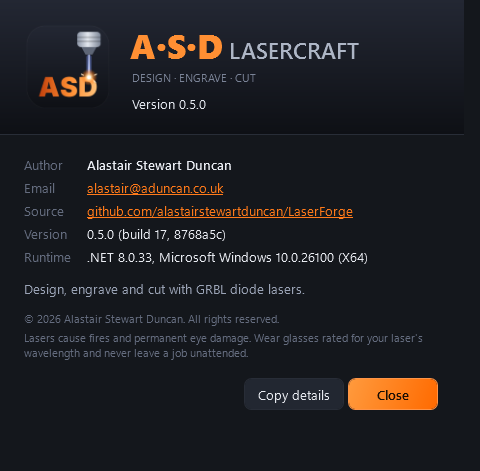 ASD
A·S·D LASERCRAFT
DESIGN · ENGRAVE · CUT
Version 0.5.0
Author Alastair Stewart Duncan
Email alastair@aduncan.co.uk
Source github.com/alastairstewartduncan/LaserForge
Version 0.5.0 (build 17, 8768a5c)
Runtime .NET 8.0.33, Microsoft Windows 10.0.26100 (X64)
Design, engrave and cut with GRBL diode lasers.
© 2026 Alastair Stewart Duncan. All rights reserved.
Lasers cause fires and permanent eye damage. Wear glasses rated for your laser's
wavelength and never leave a job unattended.
Copy details Close